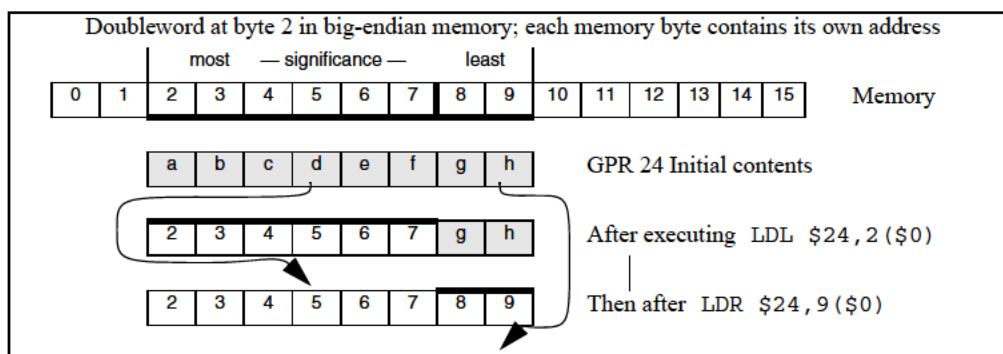 Doubleword at byte 2 in big-endian memory; each memory byte contains its own address
most — significance — least
0 1 2 3 4 5 6 7 8 9 10 11 12 13 14 15 Memory
a b c d e f g h GPR 24 Initial contents
2 3 4 5 6 7 g h After executing LDL $24,2($0)
2 3 4 5 6 7 8 9 Then after LDR $24,9($0)